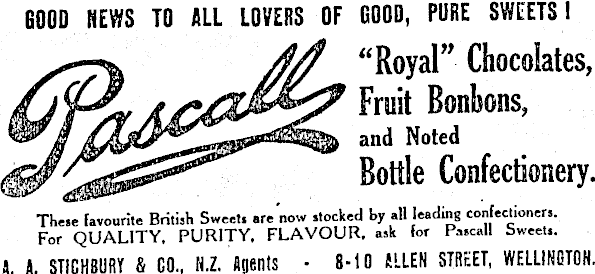 GOOD NEWS TO ALL LOVERS OF GOOD, PURE SWEETS!
Pascall
"Royal" Chocolates,
Fruit Bonbons,
and Noted
Bottle Confectionery.
These favourite British Sweets are now stocked by all leading confectioners.
For QUALITY, PURITY, FLAVOUR, ask for Pascall Sweets.
A. A. STICHBURY & CO., N.Z. Agents - 8-10 ALLEN STREET, WELLINGTON.